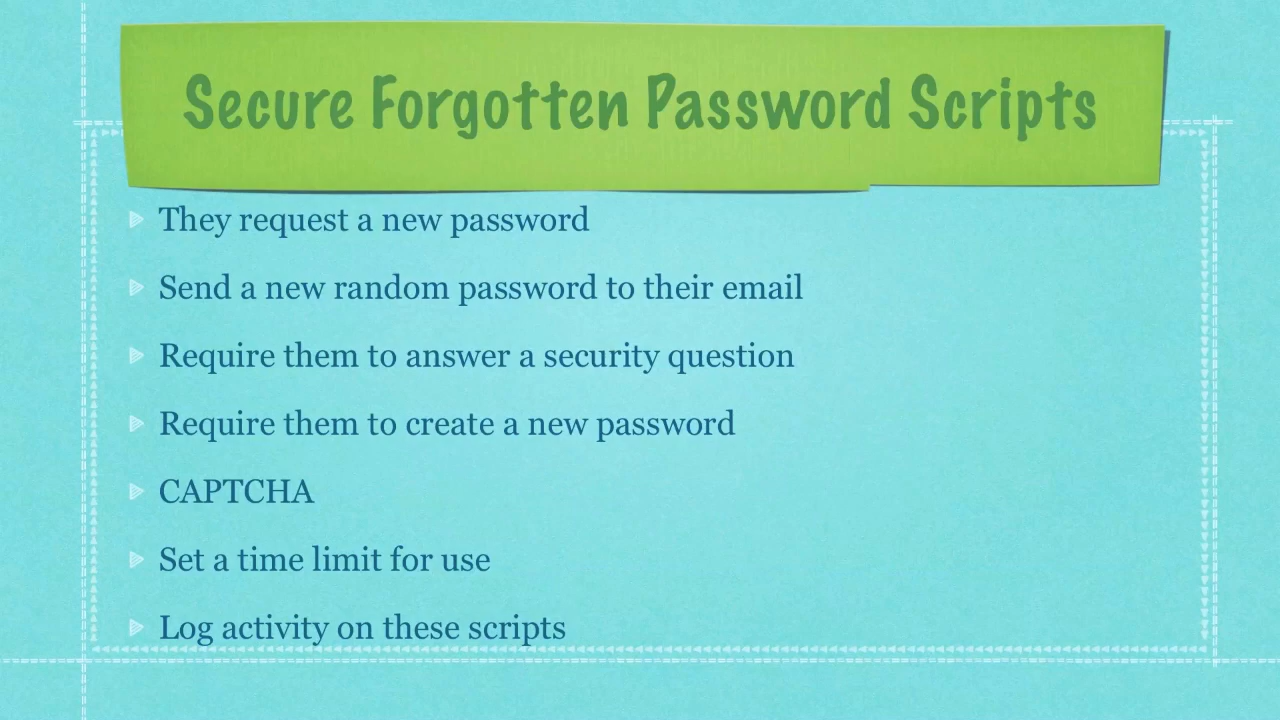 Secure Forgotten Password Scripts
They request a new password
Send a new random password to their email
Require them to answer a security question
Require them to create a new password
CAPTCHA
Set a time limit for use
Log activity on these scripts